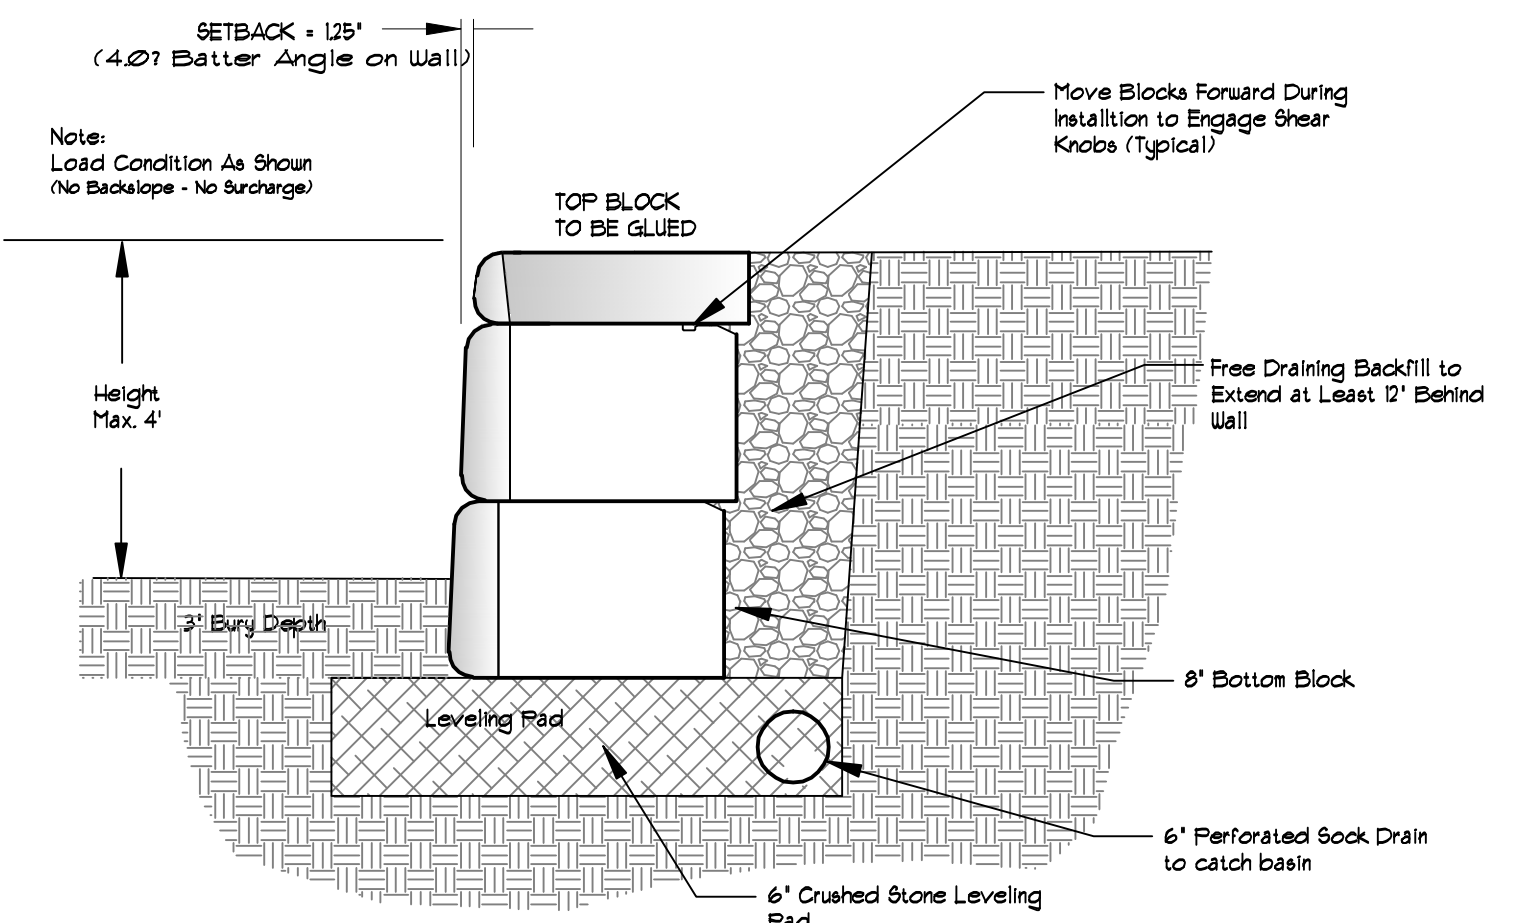 SETBACK = 1.25"
(4.0? Batter Angle on Wall)
Note:
Load Condition As Shown
(No Backslope - No Surcharge)
Move Blocks Forward During
Installtion to Engage Shear
Knobs (Typical)
TOP BLOCK
TO BE GLUED
Height
Max. 4'
Free Draining Backfill to
Extend at Least 12" Behind
Wall
3" Bury Depth
8" Bottom Block
Leveling Pad
6" Perforated Sock Drain
to catch basin
6" Crushed Stone Leveling
Pad